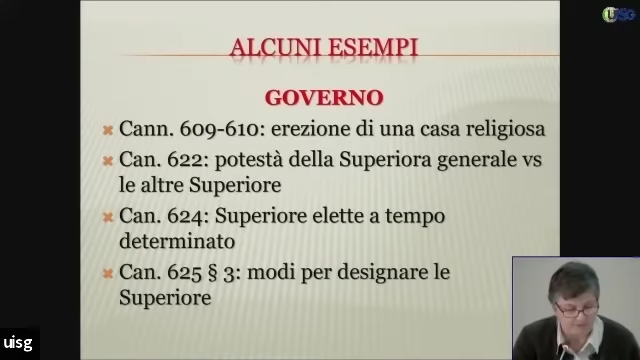 UISG
ALCUNI ESEMPI
GOVERNO
Cann. 609-610: erezione di una casa religiosa
Can. 622: potestà della Superiora generale vs
le altre Superiore
Can. 624: Superiore elette a tempo
determinato
Can. 625 § 3: modi per designare le
Superiore
uisg